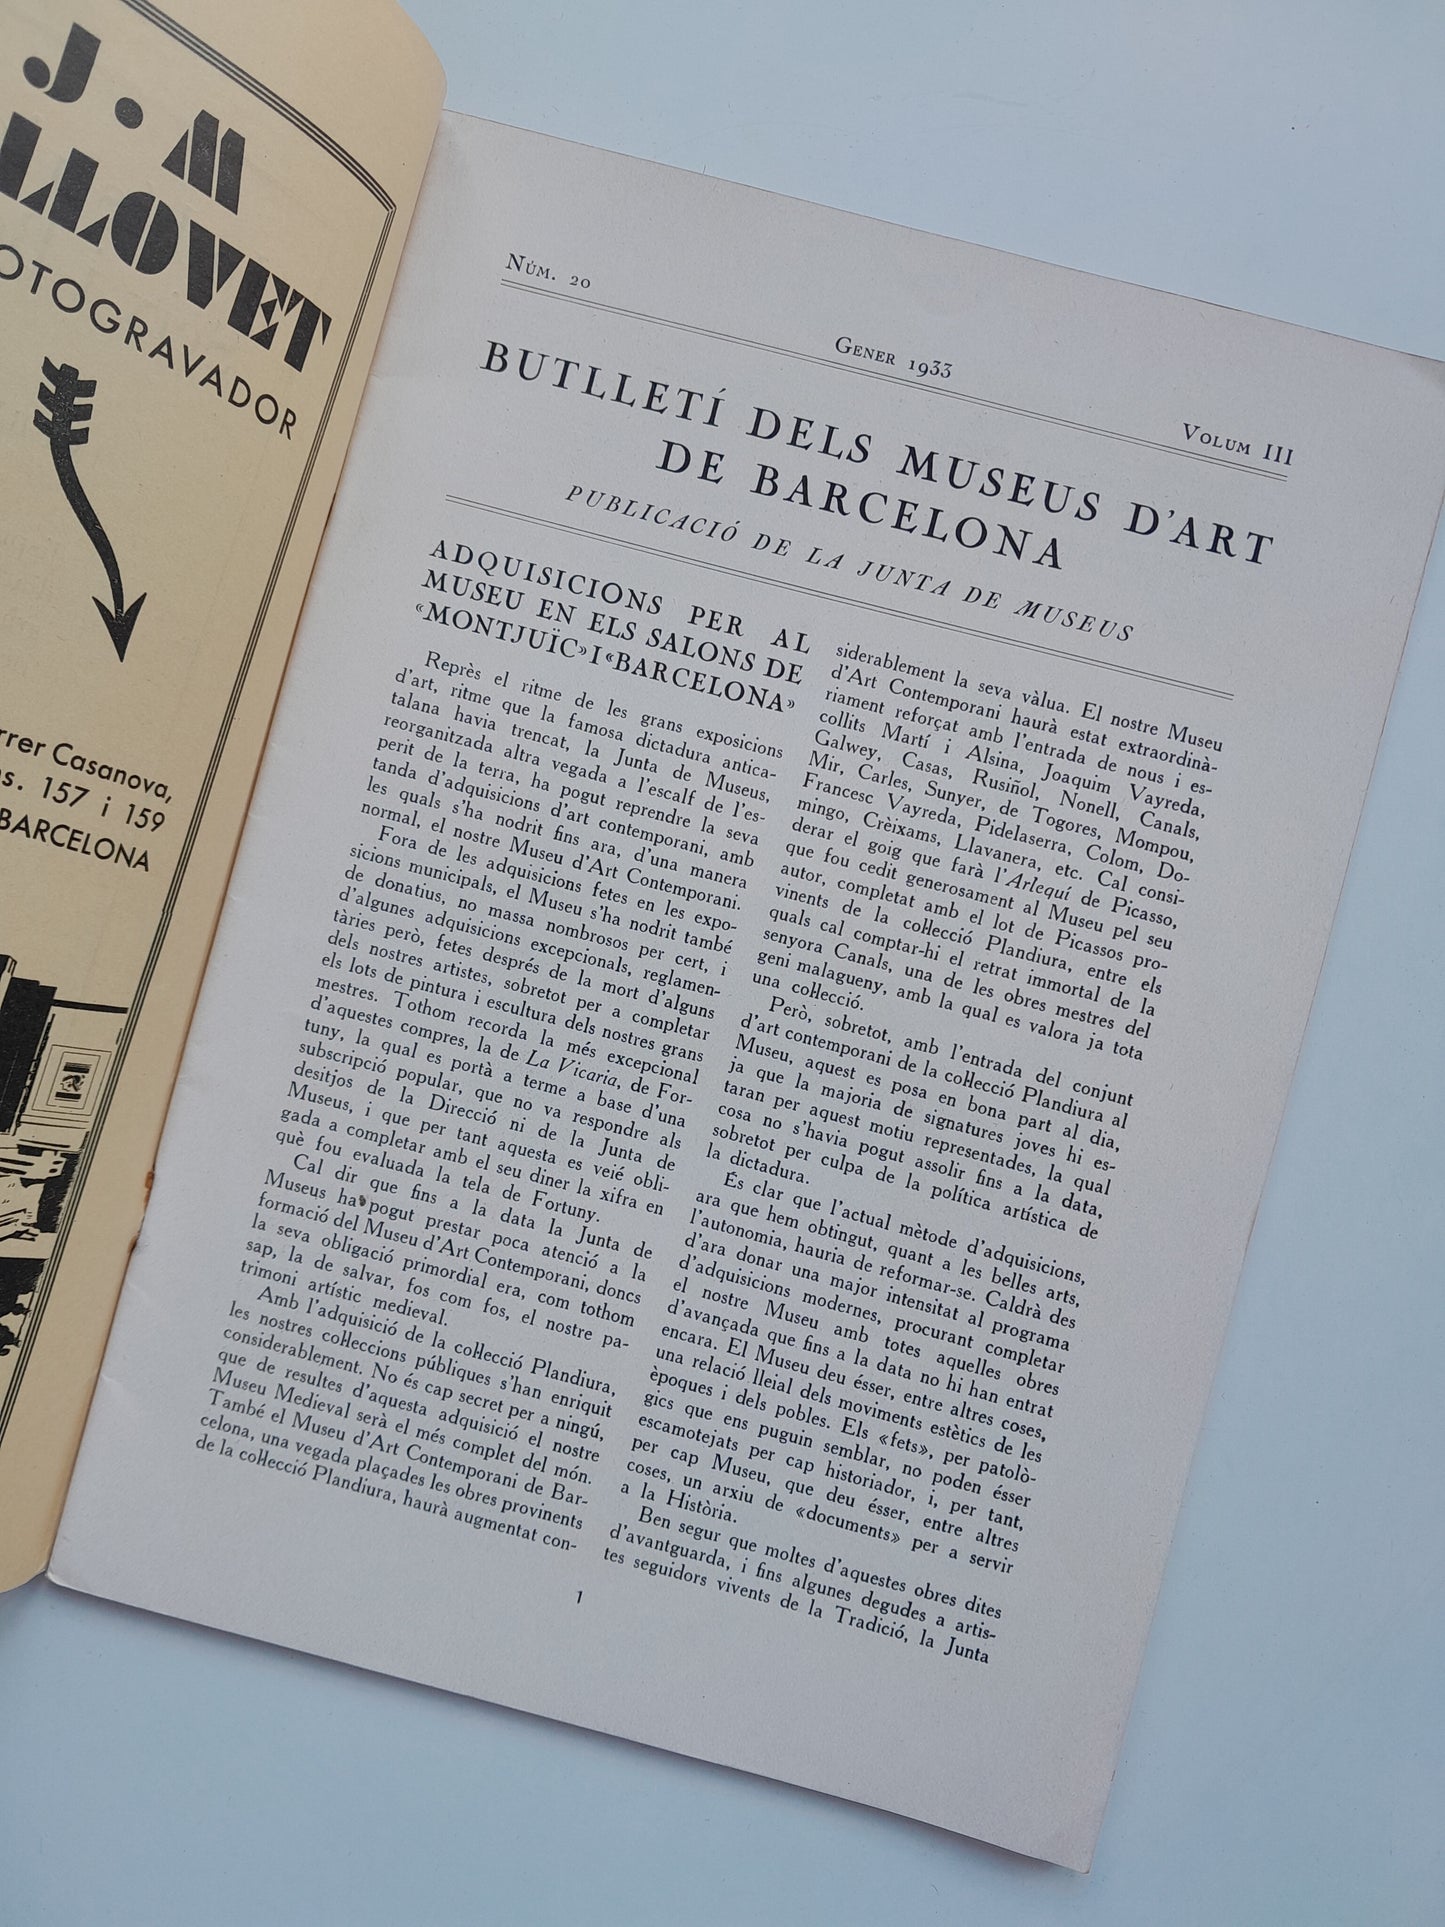 J. M
LLOVET
OTOGRAVADOR
rrer Casanova,
s. 157 i 159
BARCELONA
Núm. 20
Gener 1933
Volum III
BUTLLETÍ DELS MUSEUS D'ART
DE BARCELONA
PUBLICACIÓ DE LA JUNTA DE MUSEUS
ADQUISICIONS PER AL
MUSEU EN ELS SALONS DE
«MONTJUÏC» I «BARCELONA»
Représ el ritme de les grans exposicions
d'art, ritme que la famosa dictadura antica-
talana havia trencat, la Junta de Museus,
reorganitzada altra vegada a l'escalf de l'es-
perit de la terra, ha pogut reprendre la seva
tanda d'adquisicions d'art contemporani, amb
les quals s'ha nodrit fins ara, d'una manera
normal, el nostre Museu d'Art Contemporani.
Fora de les adquisicions fetes en les expo-
sicions municipals, el Museu s'ha nodrit també
de donatius, no massa nombrosos per cert, i
d'algunes adquisicions excepcionals, reglamen-
tàries però, fetes després de la mort d'alguns
dels nostres artistes, sobretot per a completar
els lots de pintura i escultura dels nostres grans
mestres. Tothom recorda la més excepcional
d'aquestes compres, la de La Vicaria, de For-
tuny, la qual es portà a terme a base d'una
subscripció popular, que no va respondre als
desitjos de la Direcció ni de la Junta de
Museus, i que per tant aquesta es veié obli-
gada a completar amb el seu diner la xifra en
què fou evaluada la tela de Fortuny.
Cal dir que fins a la data la Junta de
Museus ha pogut prestar poca atenció a la
formació del Museu d'Art Contemporani, doncs
la seva obligació primordial era, com tothom
sap, la de salvar, fos com fos, el nostre pa-
trimoni artístic medieval.
Amb l'adquisició de la col·lecció Plandiura,
les nostres col·leccions públiques s'han enriquit
considerablement. No és cap secret per a ningú,
que de resultes d'aquesta adquisició el nostre
Museu Medieval serà el més complet del món.
També el Museu d'Art Contemporani de Bar-
celona, una vegada plaçades les obres provinents
de la col·lecció Plandiura, haurà augmentat con-
siderablement la seva vàlua. El nostre Museu
d'Art Contemporani haurà estat extraordinà-
riament reforçat amb l'entrada de nous i es-
collits Martí i Alsina, Joaquim Vayreda,
Galwey, Casas, Rusiñol, Nonell, Canals,
Mir, Carles, Sunyer, de Togores, Mompou,
Francesc Vayreda, Pidelaserra, Colom, Do-
mingo, Crèixams, Llavanera, etc. Cal consi-
derar el goig que farà l'Arlequí de Picasso,
que fou cedit generosament al Museu pel seu
autor, completat amb el lot de Picassos pro-
vinents de la col·lecció Plandiura, entre els
quals cal comptar-hi el retrat immortal de la
senyora Canals, una de les obres mestres del
geni malagueny, amb la qual es valora ja tota
una col·lecció.
Però, sobretot, amb l'entrada del conjunt
d'art contemporani de la col·lecció Plandiura al
Museu, aquest es posa en bona part al dia,
ja que la majoria de signatures joves hi es-
taran per aquest motiu representades, la qual
cosa no s'havia pogut assolir fins a la data,
sobretot per culpa de la política artística de
la dictadura.
És clar que l'actual mètode d'adquisicions,
ara que hem obtingut, quant a les belles arts,
l'autonomia, hauria de reformar-se. Caldrà des
d'ara donar una major intensitat al programa
d'adquisicions modernes, procurant completar
el nostre Museu amb totes aquelles obres
d'avançada que fins a la data no hi han entrat
encara. El Museu deu ésser, entre altres coses,
una relació lleial dels moviments estètics de les
èpoques i dels pobles. Els «fets», per patolò-
gics que ens puguin semblar, no poden ésser
escamotejats per cap historiador, i, per tant,
per cap Museu, que deu ésser, entre altres
coses, un arxiu de «documents» per a servir
a la Història.
Ben segur que moltes d'aquestes obres dites
d'avantguarda, i fins algunes degudes a artis-
tes seguidors vivents de la Tradició, la Junta
1